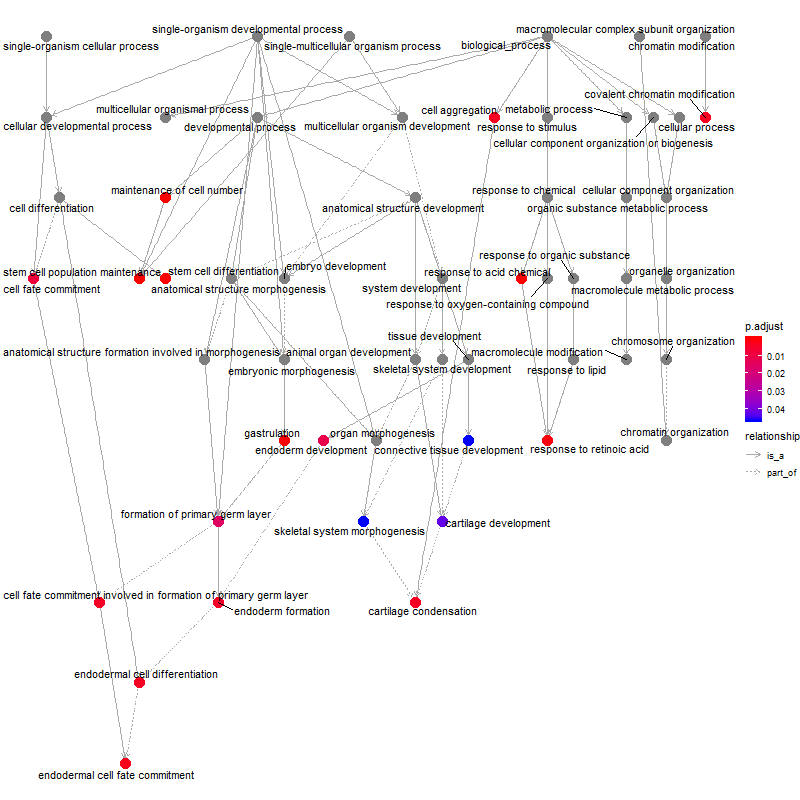 single-organism developmental process
macromolecular complex subunit organization
single-organism cellular process
single-multicellular organism process
biological_process
chromatin modification
covalent chromatin modification
multicellular organismal process
cell aggregation
metabolic process
cellular developmental process
developmental process
multicellular organism development
response to stimulus
cellular process
cellular component organization or biogenesis
maintenance of cell number
response to chemical
cellular component organization
cell differentiation
anatomical structure development
organic substance metabolic process
response to organic substance
stem cell population maintenance
stem cell differentiation
embryo development
response to acid chemical
organelle organization
cell fate commitment
anatomical structure morphogenesis
system development
macromolecule metabolic process
response to oxygen-containing compound
tissue development
chromosome organization
anatomical structure formation involved in morphogenesis
animal organ development
macromolecule modification
embryonic morphogenesis
skeletal system development
response to lipid
gastrulation
organ morphogenesis
chromatin organization
endoderm development
connective tissue development
response to retinoic acid
formation of primary germ layer
skeletal system morphogenesis
cartilage development
cell fate commitment involved in formation of primary germ layer
endoderm formation
cartilage condensation
endodermal cell differentiation
endodermal cell fate commitment
p.adjust
0.01
0.02
0.03
0.04
relationship
is_a
part_of